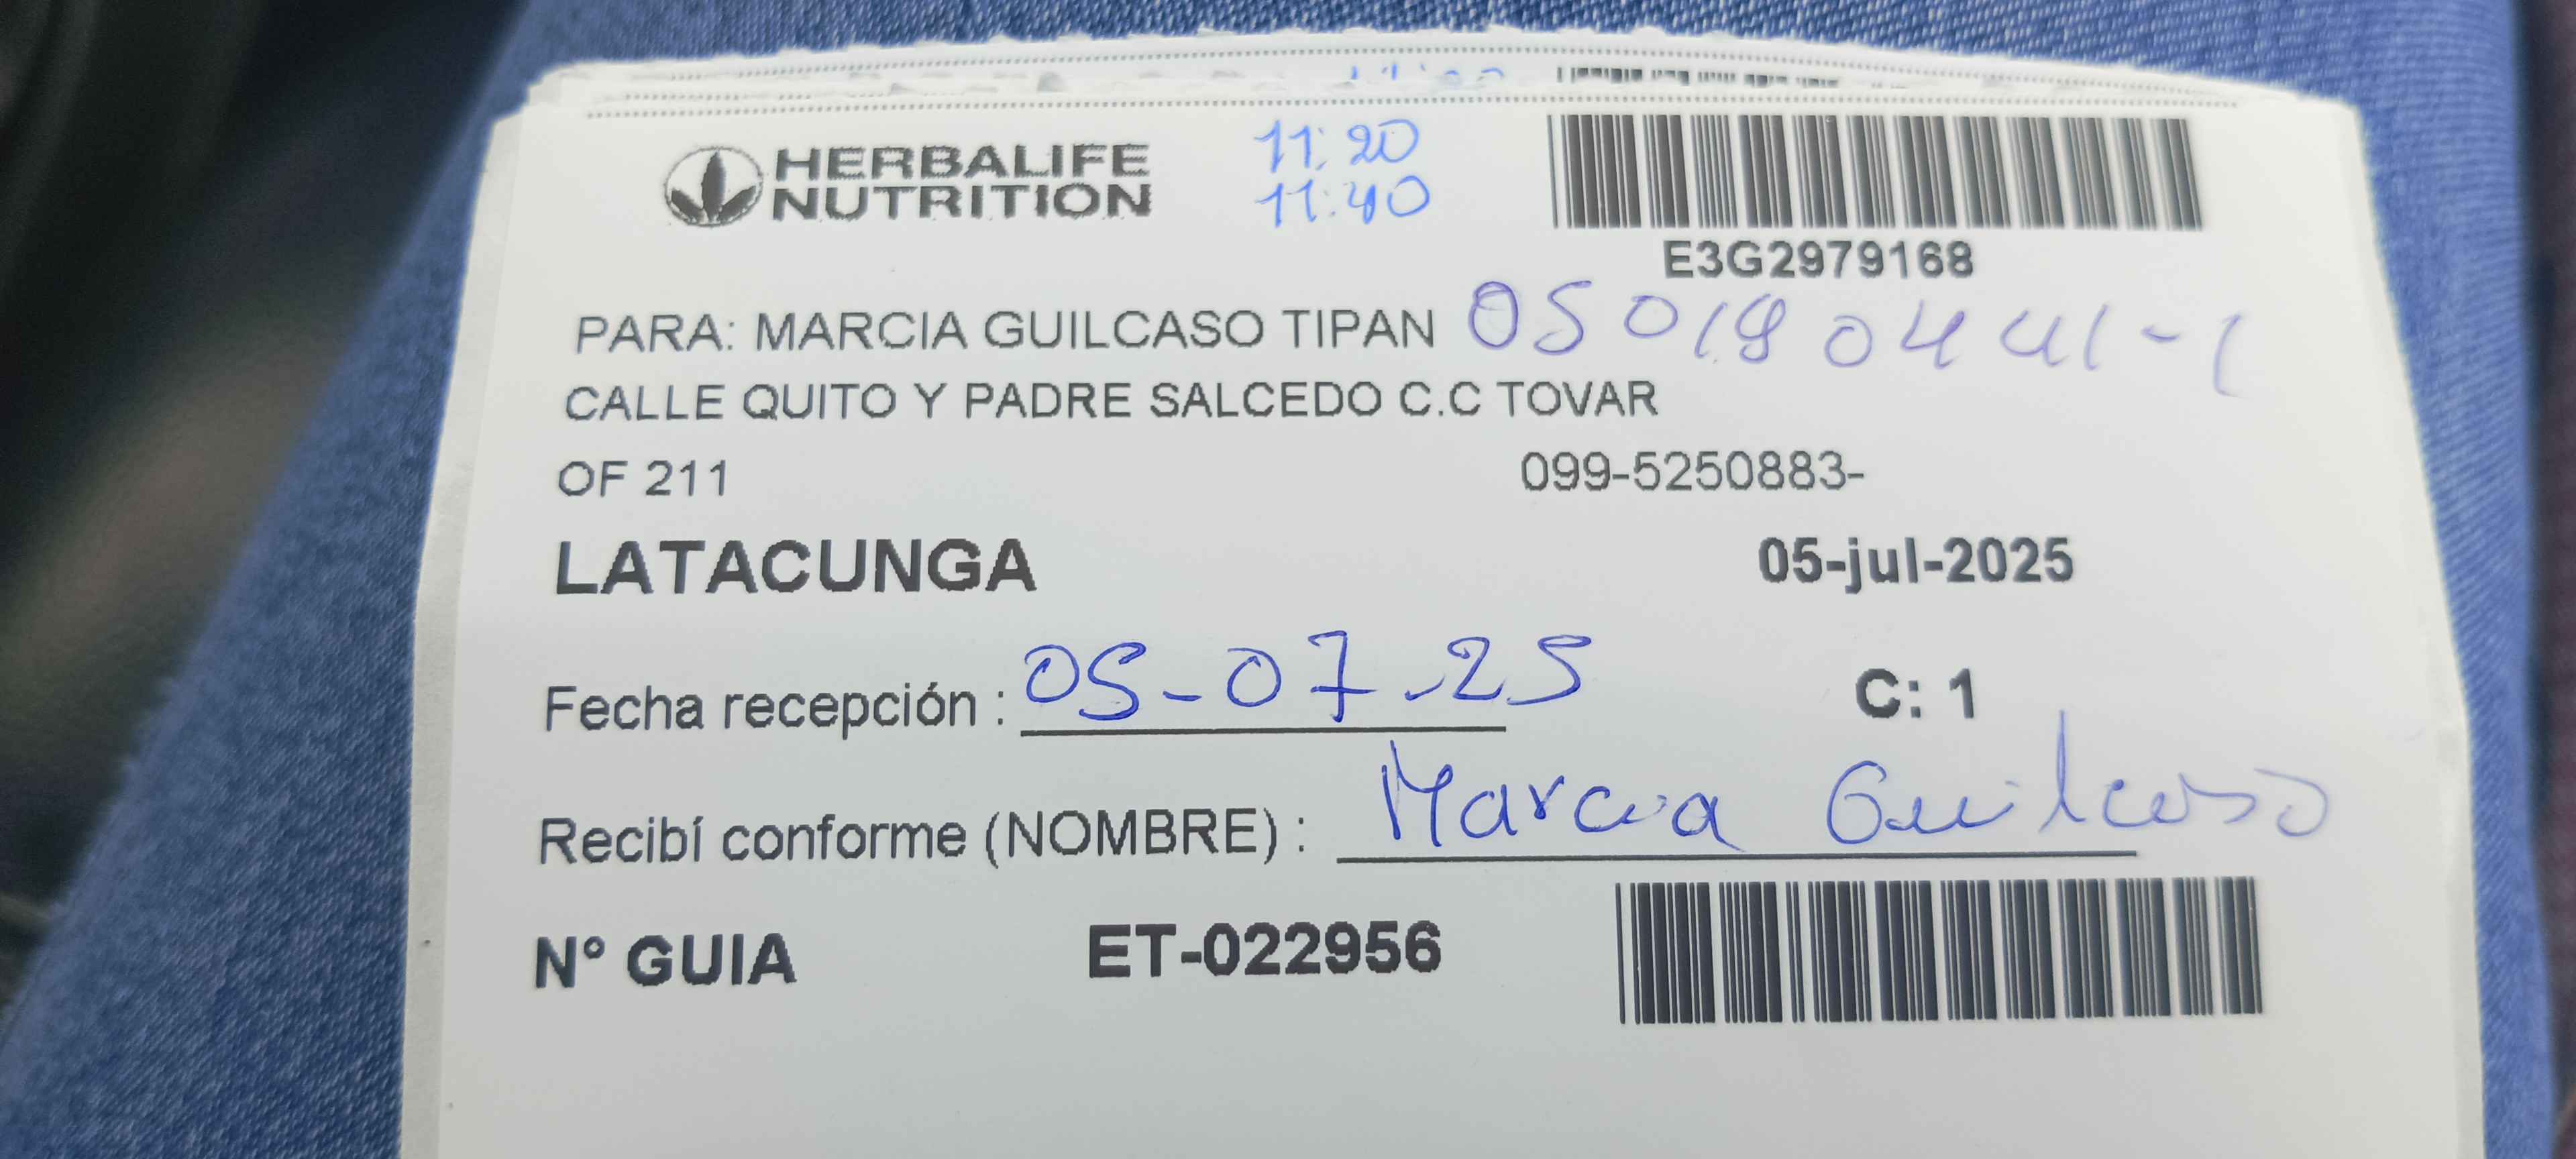 HERBALIFE
NUTRITION
11:20
11:40
E3G2979168
PARA: MARCIA GUILCASO TIPAN 050180441-1
CALLE QUITO Y PADRE SALCEDO C.C TOVAR
OF 211 099-5250883-
LATACUNGA 05-jul-2025
Fecha recepción : 05-07-25 C: 1
Recibí conforme (NOMBRE) : Marcia Guilcaso
N° GUIA ET-022956